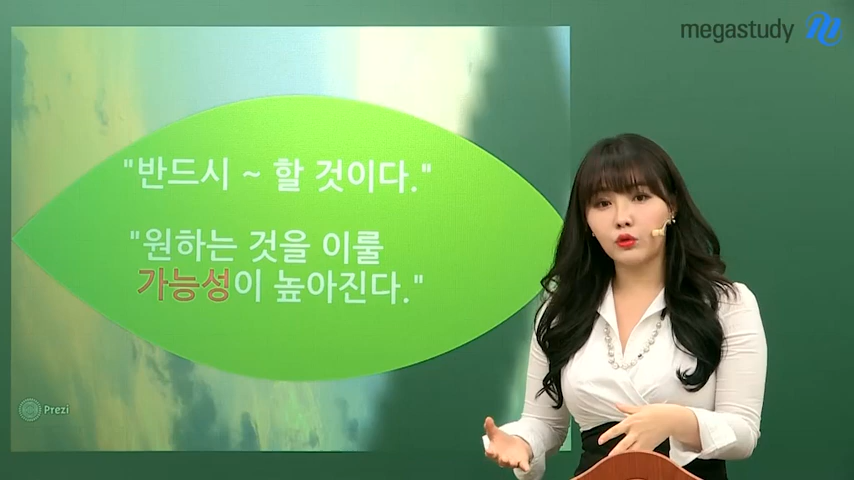 megastudy
"반드시 ~ 할 것이다."
"원하는 것을 이룰
가능성이 높아진다."
Prezi